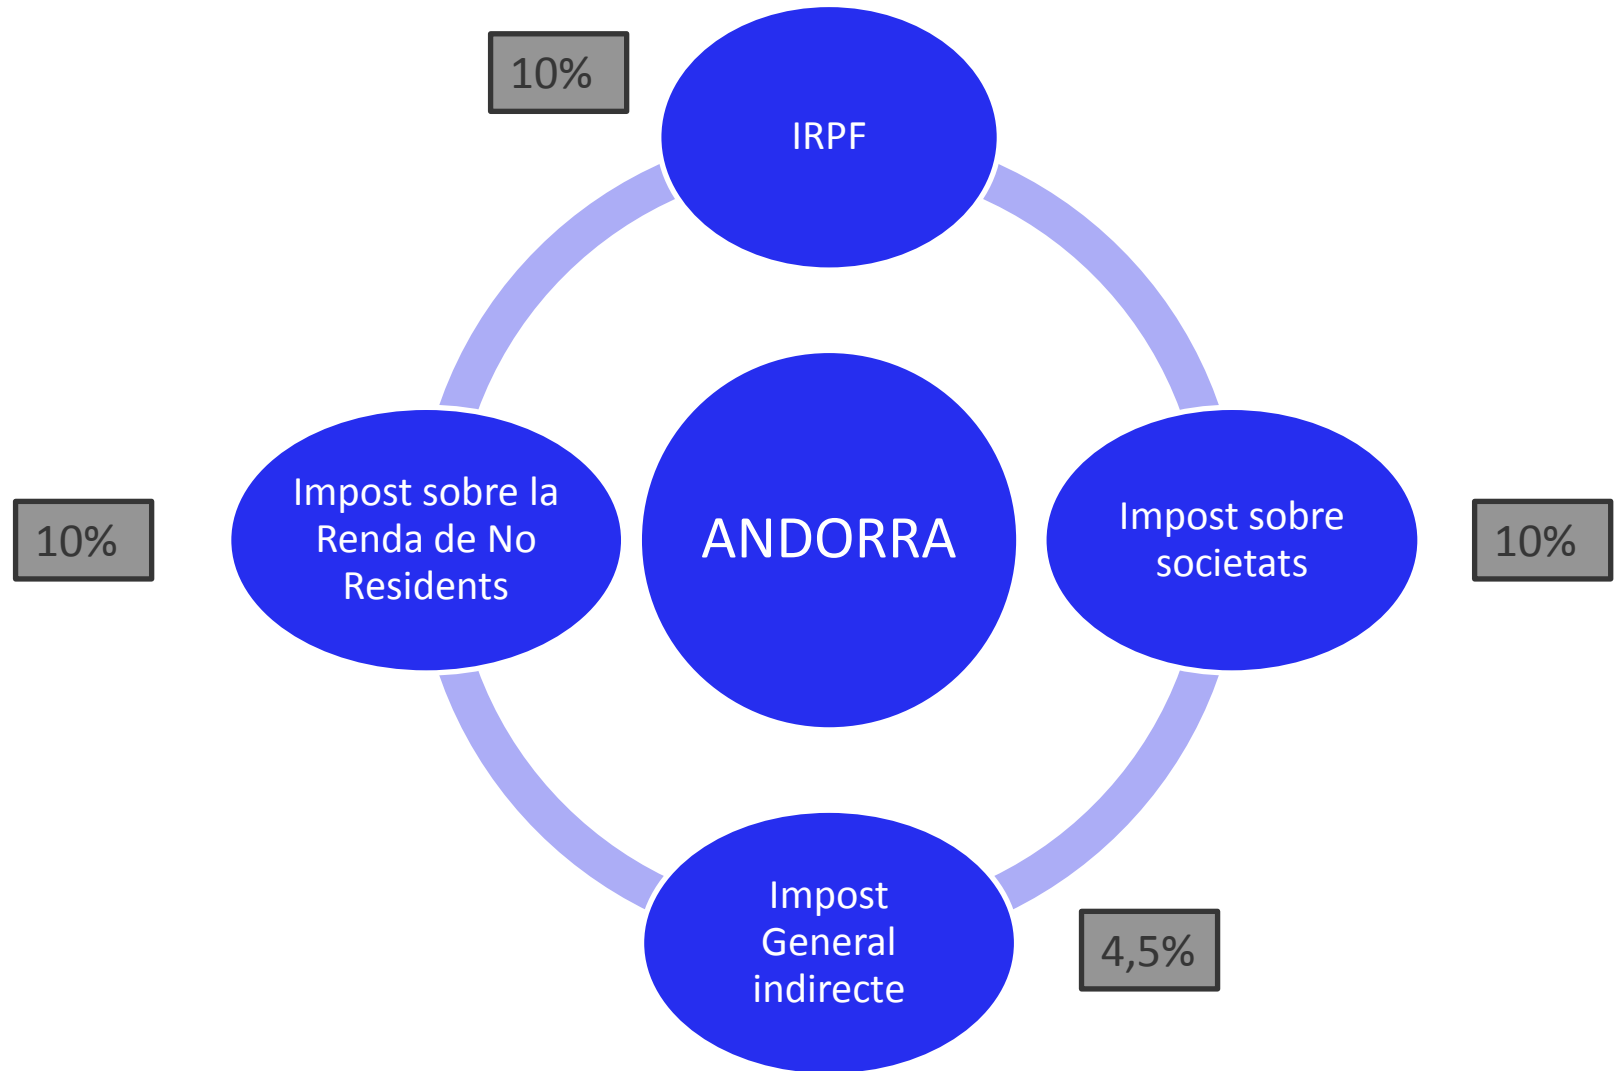 10%
IRPF
Impost sobre la
Renda de No
Residents
10%
ANDORRA
Impost sobre
societats
10%
Impost
General
indirecte
4,5%